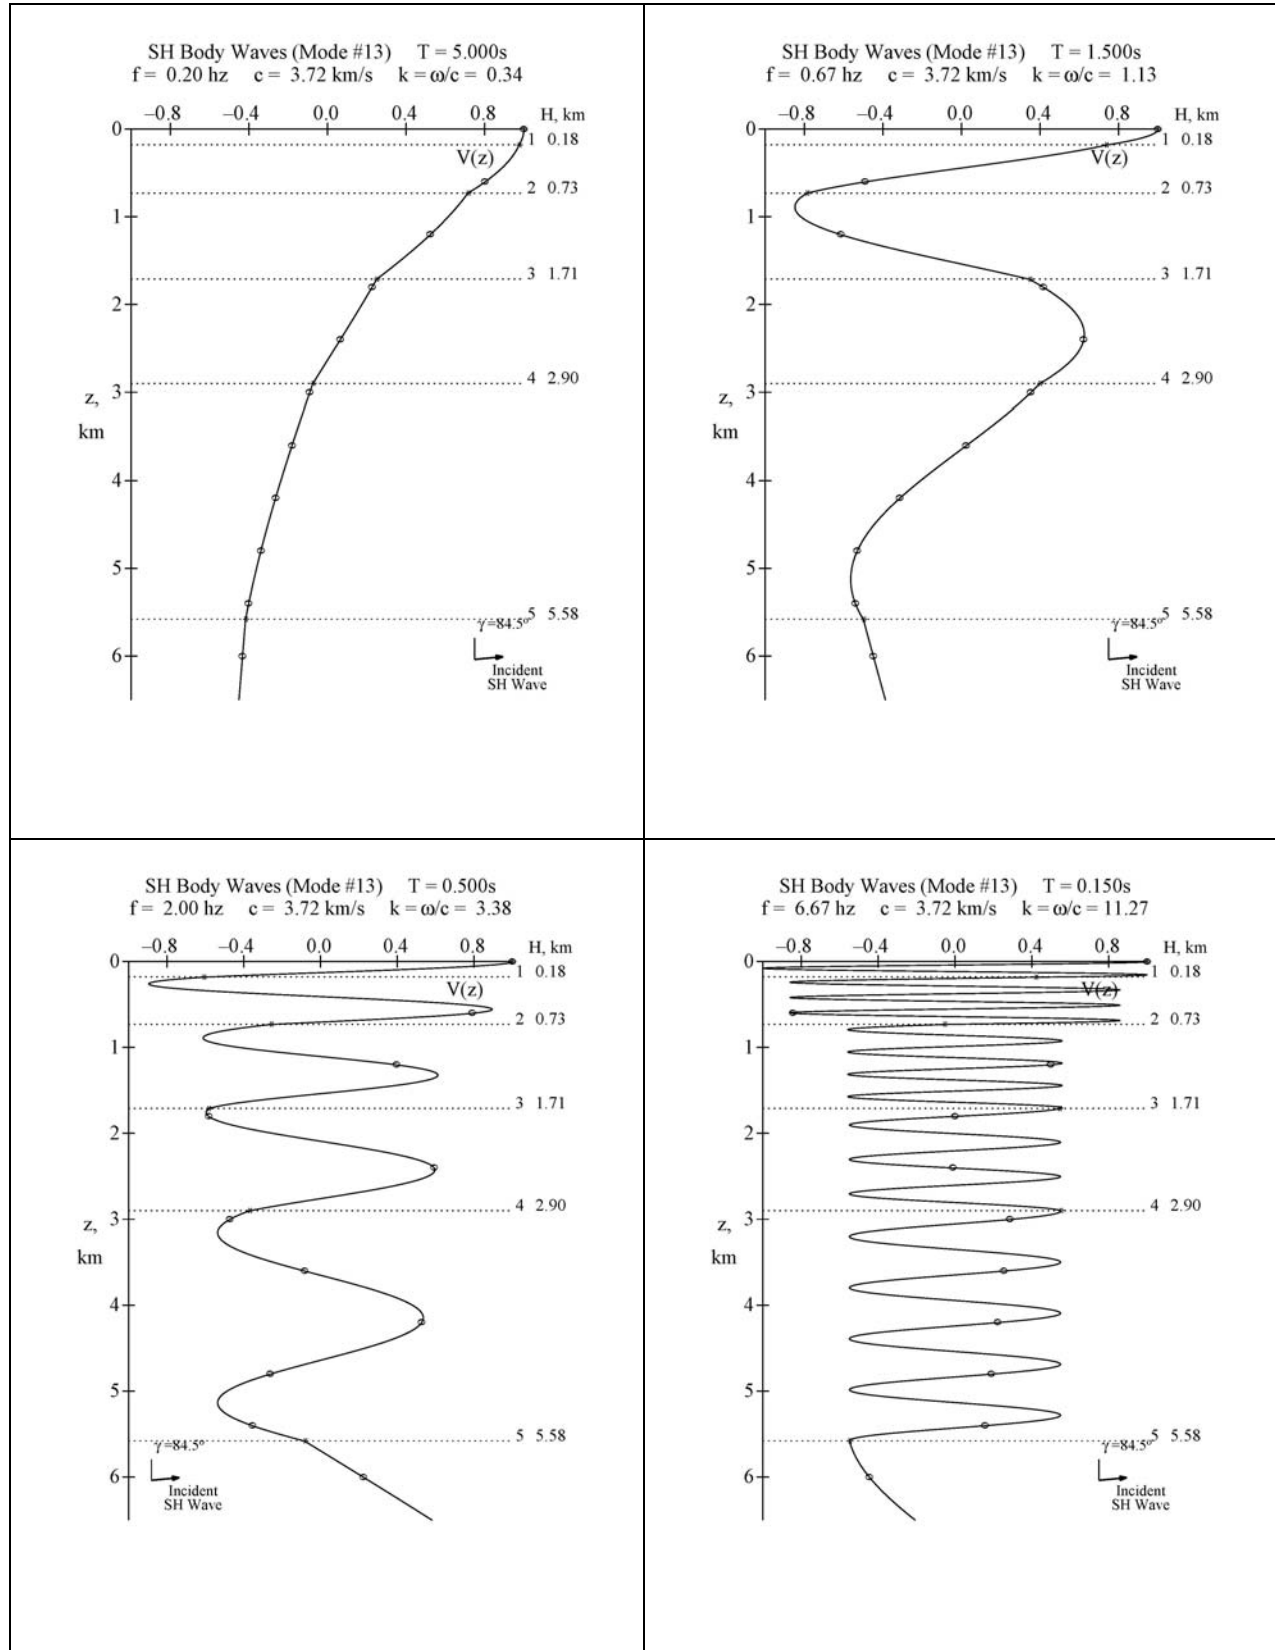 SH Body Waves (Mode #13) T = 5.000s
f = 0.20 hz c = 3.72 km/s k = ω/c = 0.34
−0.8 −0.4 0.0 0.4 0.8 H, km
0
1 0.18
V(z)
2 0.73
1
3 1.71
2
4 2.90
3
z,
km
4
5
5 5.58
γ=84.5°
6
Incident
SH Wave
SH Body Waves (Mode #13) T = 1.500s
f = 0.67 hz c = 3.72 km/s k = ω/c = 1.13
−0.8 −0.4 0.0 0.4 0.8 H, km
0
1 0.18
V(z)
2 0.73
1
3 1.71
2
4 2.90
3
z,
km
4
5
5 5.58
γ=84.5°
6
Incident
SH Wave
SH Body Waves (Mode #13) T = 0.500s
f = 2.00 hz c = 3.72 km/s k = ω/c = 3.38
−0.8 −0.4 0.0 0.4 0.8 H, km
0
1 0.18
V(z)
2 0.73
1
3 1.71
2
4 2.90
3
z,
km
4
5
5 5.58
γ=84.5°
6
Incident
SH Wave
SH Body Waves (Mode #13) T = 0.150s
f = 6.67 hz c = 3.72 km/s k = ω/c = 11.27
−0.8 −0.4 0.0 0.4 0.8 H, km
0
1 0.18
V(z)
2 0.73
1
3 1.71
2
4 2.90
3
z,
km
4
5
5 5.58
γ=84.5°
6
Incident
SH Wave